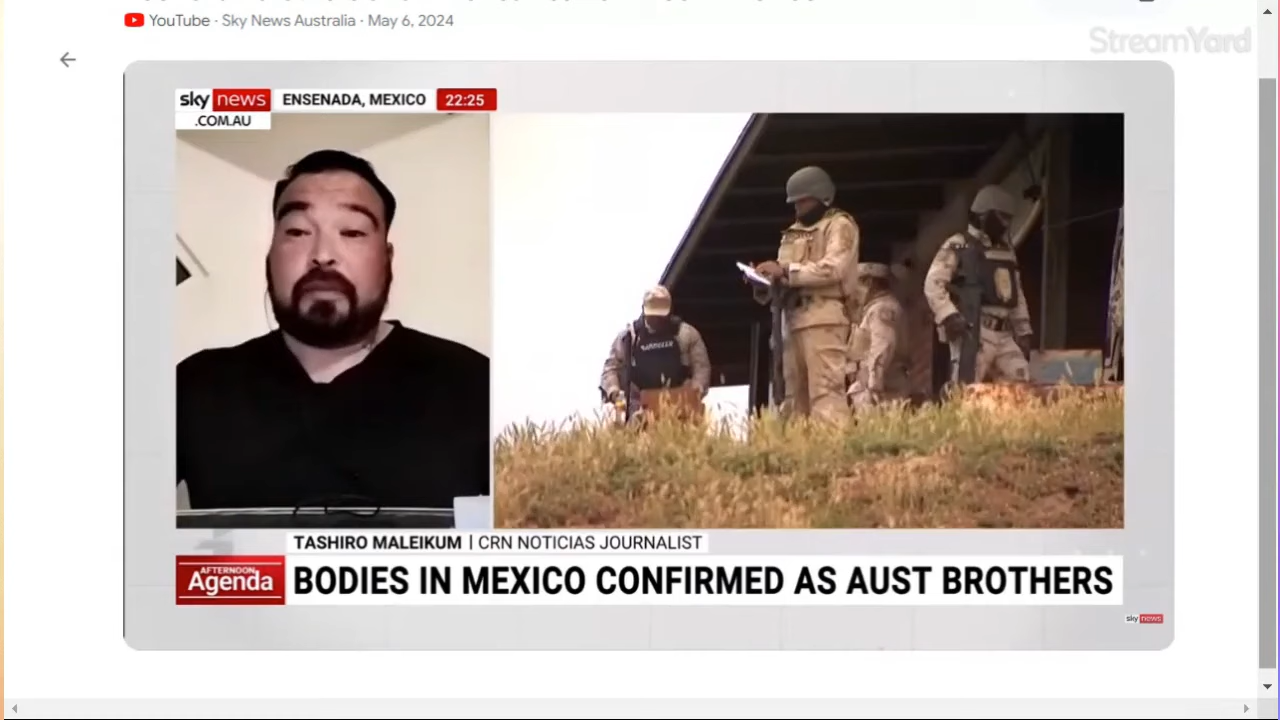 YouTube · Sky News Australia · May 6, 2024
StreamYard
sky news ENSENADA, MEXICO 22:25
.COM.AU
TASHIRO MALEIKUM | CRN NOTICIAS JOURNALIST
AFTERNOON
Agenda
BODIES IN MEXICO CONFIRMED AS AUST BROTHERS
sky news